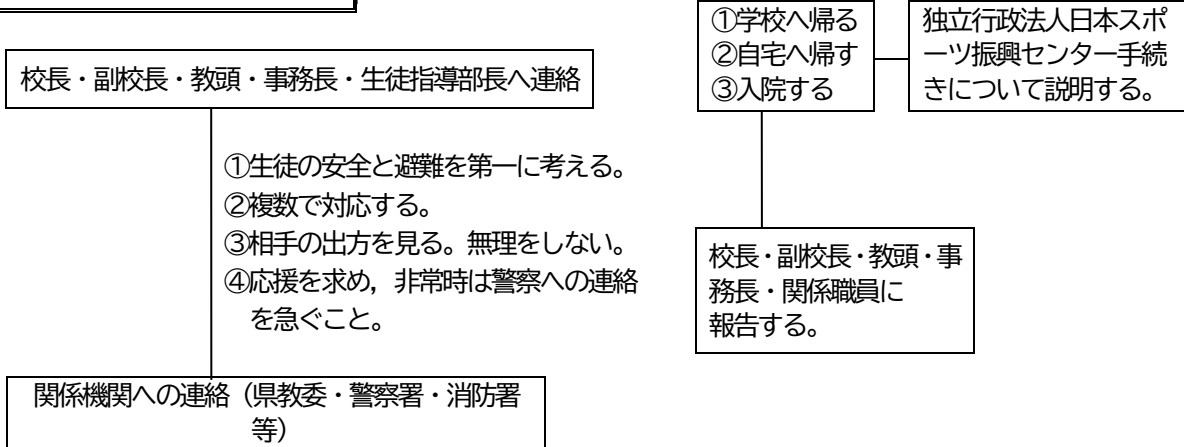 校長・副校長・教頭・事務長・生徒指導部長へ連絡
①生徒の安全と避難を第一に考える。
②複数で対応する。
③相手の出方を見る。無理をしない。
④応援を求め，非常時は警察への連絡
を急ぐこと。
関係機関への連絡（県教委・警察署・消防署
等）
①学校へ帰る
②自宅へ帰す
③入院する
独立行政法人日本スポ
ーツ振興センター手続
きについて説明する。
校長・副校長・教頭・事
務長・関係職員に
報告する。